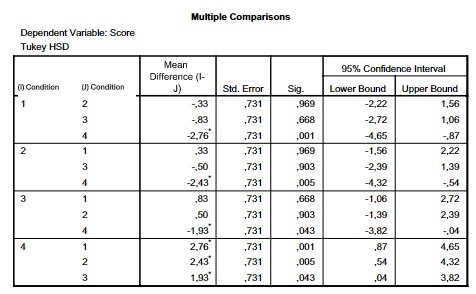 Multiple Comparisons
Dependent Variable: Score
Tukey HSD
(I) Condition (J) Condition Mean Difference (I-J) Std. Error Sig. 95% Confidence Interval
Lower Bound Upper Bound
1 2 -,33 ,731 ,969 -2,22 1,56
3 -,83 ,731 ,668 -2,72 1,06
4 -2,76* ,731 ,001 -4,65 -,87
2 1 ,33 ,731 ,969 -1,56 2,22
3 -,50 ,731 ,903 -2,39 1,39
4 -2,43* ,731 ,005 -4,32 -,54
3 1 ,83 ,731 ,668 -1,06 2,72
2 ,50 ,731 ,903 -1,39 2,39
4 -1,93* ,731 ,043 -3,82 -,04
4 1 2,76* ,731 ,001 ,87 4,65
2 2,43* ,731 ,005 ,54 4,32
3 1,93* ,731 ,043 ,04 3,82